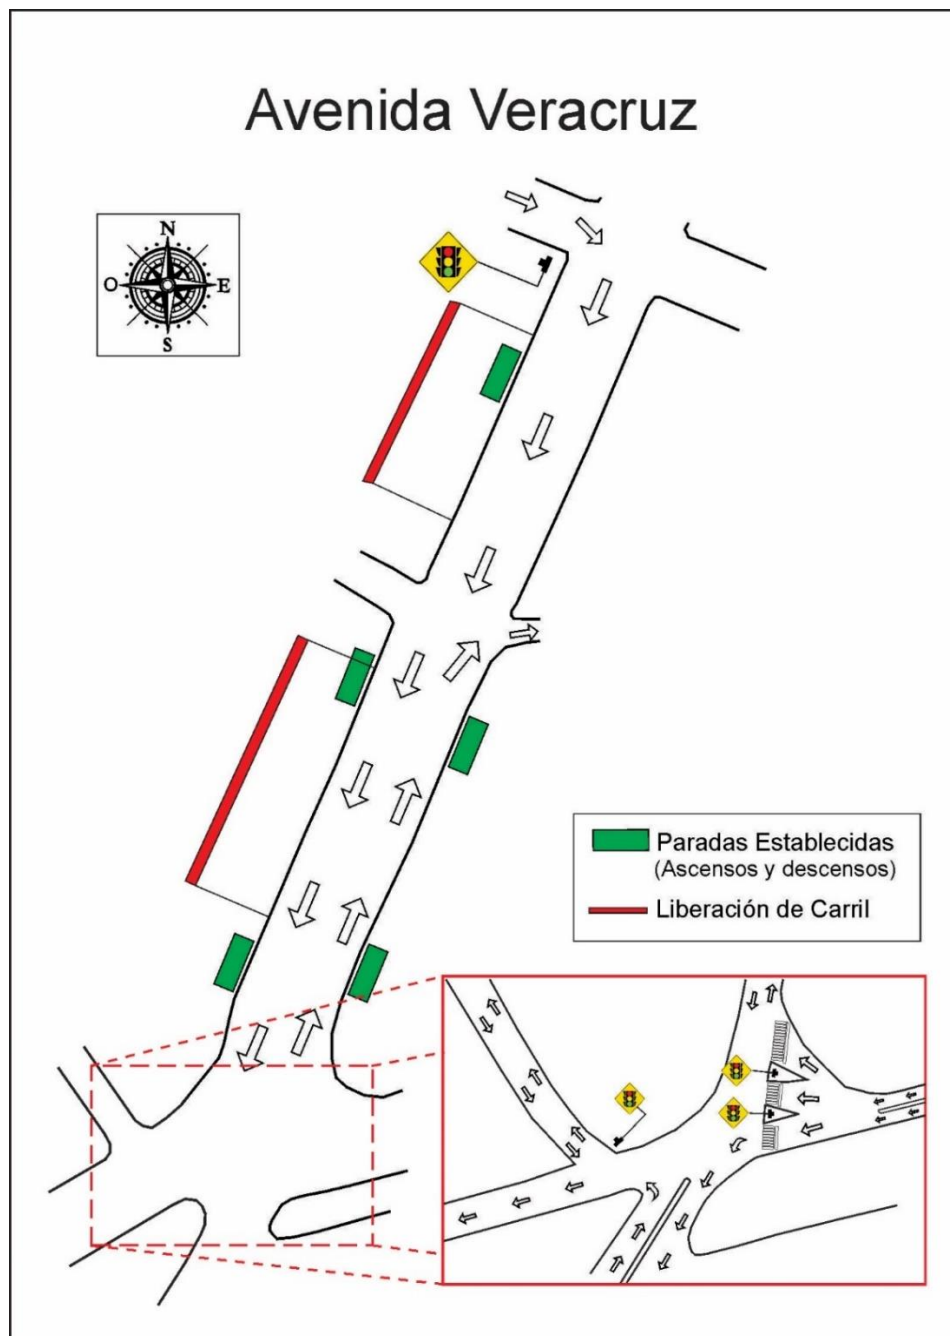 Avenida Veracruz
N
O
E
S
Paradas Establecidas
(Ascensos y descensos)
Liberación de Carril